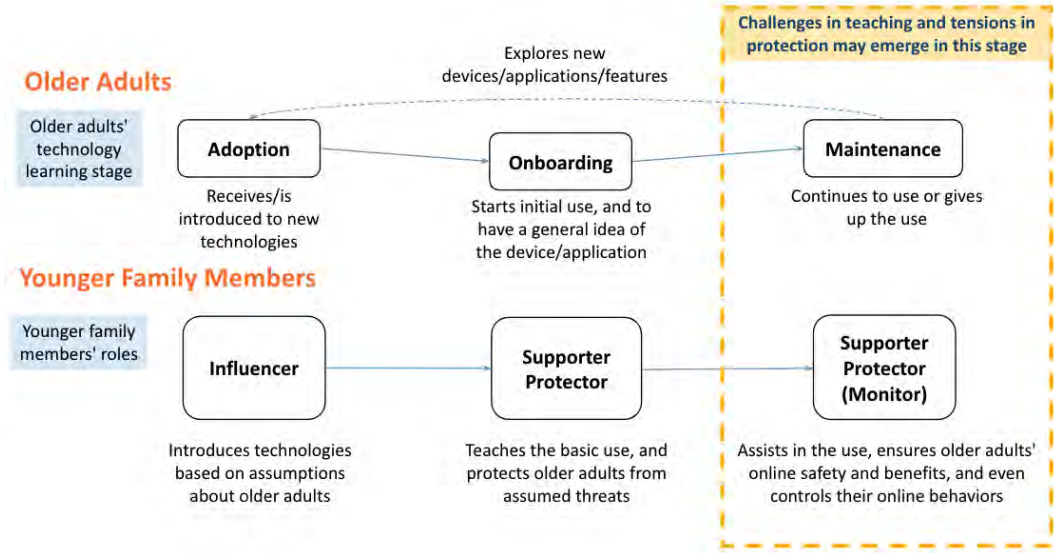 Challenges in teaching and tensions in
protection may emerge in this stage
Explores new
devices/applications/features
Older Adults
Older adults'
technology
learning stage
Adoption
Onboarding
Maintenance
Receives/is
introduced to new
technologies
Starts initial use, and to
have a general idea of
the device/application
Continues to use or gives
up the use
Younger Family Members
Younger family
members' roles
Influencer
Supporter
Protector
Supporter
Protector
(Monitor)
Introduces technologies
based on assumptions
about older adults
Teaches the basic use, and
protects older adults from
assumed threats
Assists in the use, ensures older adults'
online safety and benefits, and even
controls their online behaviors